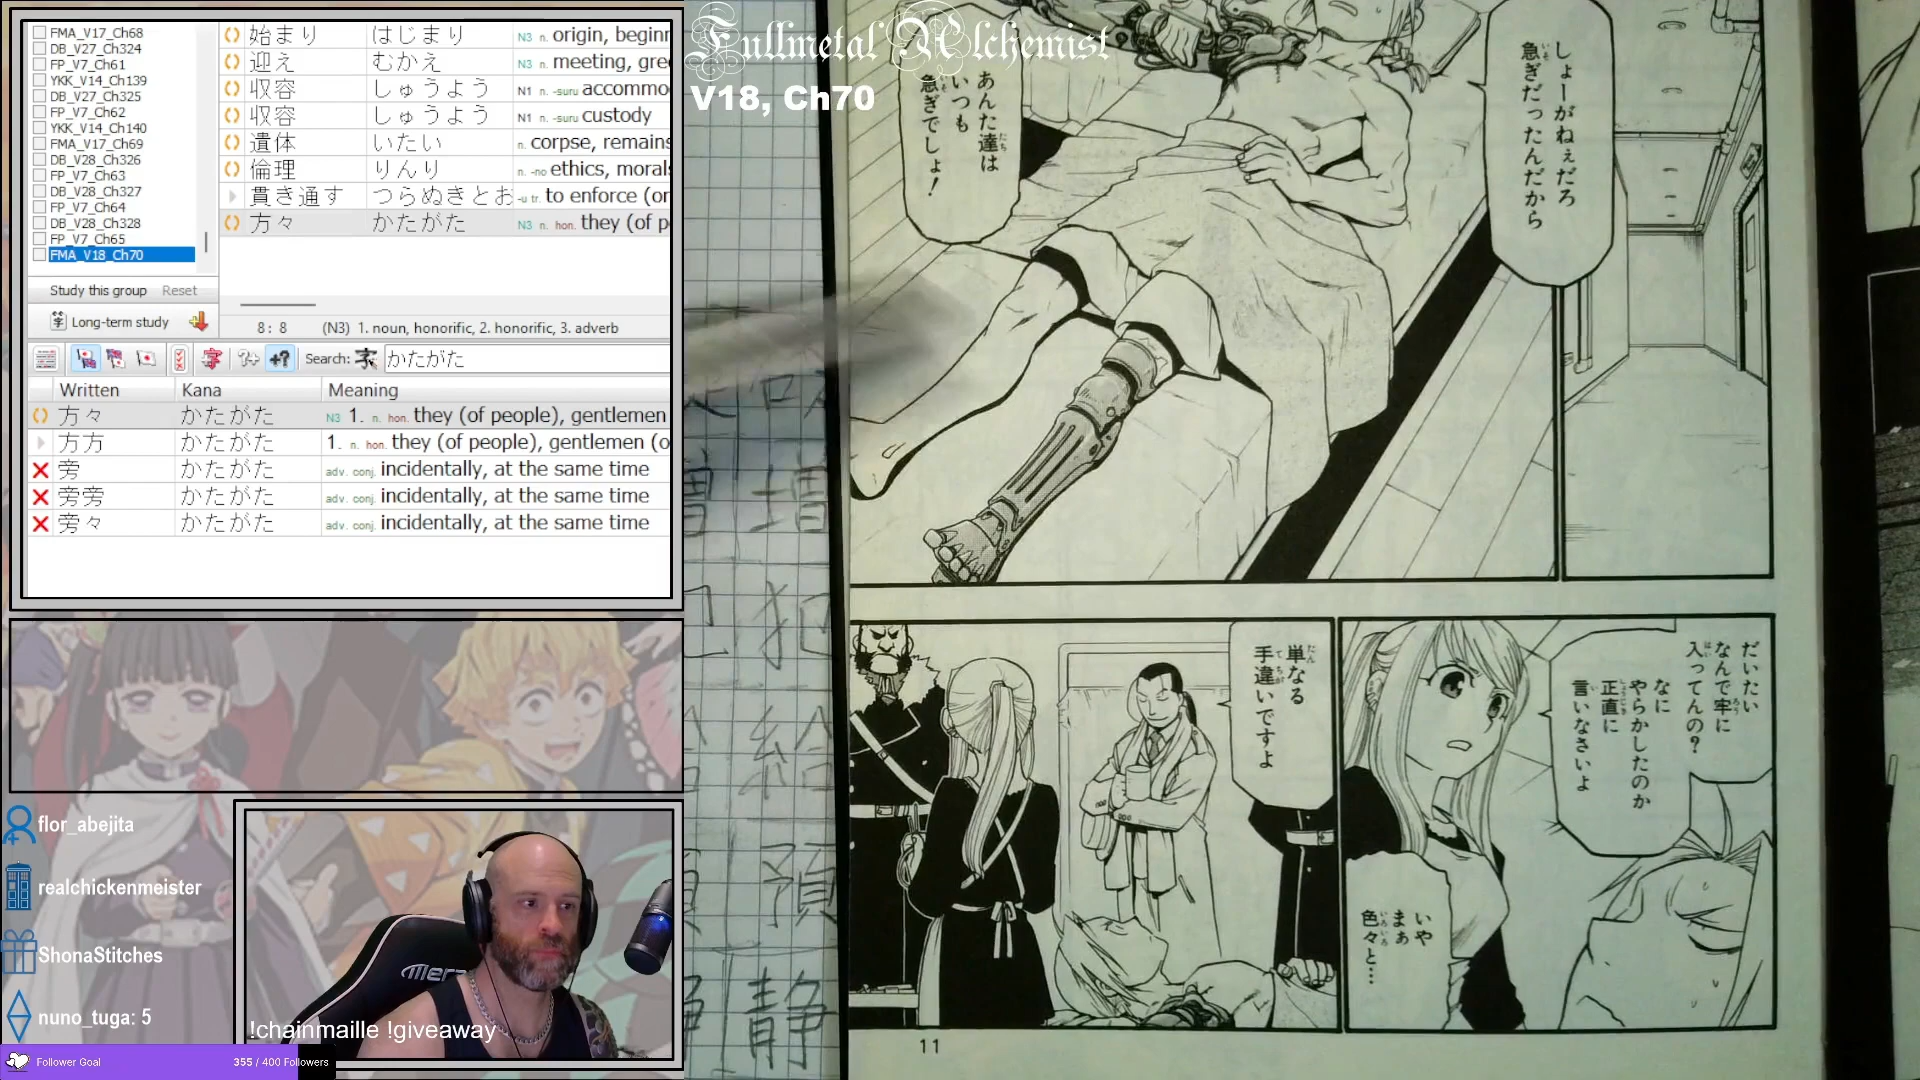 FMA_V17_Ch68
DB_V27_Ch324
FP_V7_Ch61
YKK_V14_Ch139
DB_V27_Ch325
FP_V7_Ch62
YKK_V14_Ch140
FMA_V17_Ch69
DB_V28_Ch326
FP_V7_Ch63
DB_V28_Ch327
FP_V7_Ch64
DB_V28_Ch328
FP_V7_Ch65
FMA_V18_Ch70
Study this group Reset
Long-term study
始まり はじまり N3 n. origin, beginn
迎え むかえ N3 n. meeting, gree
収容 しゅうよう N1 n. -suru accommo
収容 しゅうよう N1 n. -suru custody
遺体 いたい n. corpse, remains
倫理 りんり n. -no ethics, morals
貫き通す つらぬきとお -u tr. to enforce (or
方々 かたがた N3 n. hon. they (of p
8: 8 (N3) 1. noun, honorific, 2. honorific, 3. adverb
Search: かたがた
Written Kana Meaning
方々 かたがた N3 1. n. hon. they (of people), gentlemen
方方 かたがた 1. n. hon. they (of people), gentlemen (o
旁 かたがた adv. conj. incidentally, at the same time
旁旁 かたがた adv. conj. incidentally, at the same time
旁々 かたがた adv. conj. incidentally, at the same time
flor_abejita
realchickenmeister
ShonaStitches
nuno_tuga: 5
Follower Goal 355 / 400 Followers
Mera
!chainmaille !giveaway
Fullmetal Alchemist
V18, Ch70
しょーがねぇだろ
急ぎだったんだから
あんた達は
いつも
急ぎでしょ!
だいたい
なんで牢に
入ってんの?
なに
やらかしたのか
正直に
言いなさいよ
いや
まぁ
色々と…
単なる
手違いですよ
給
預
静
11